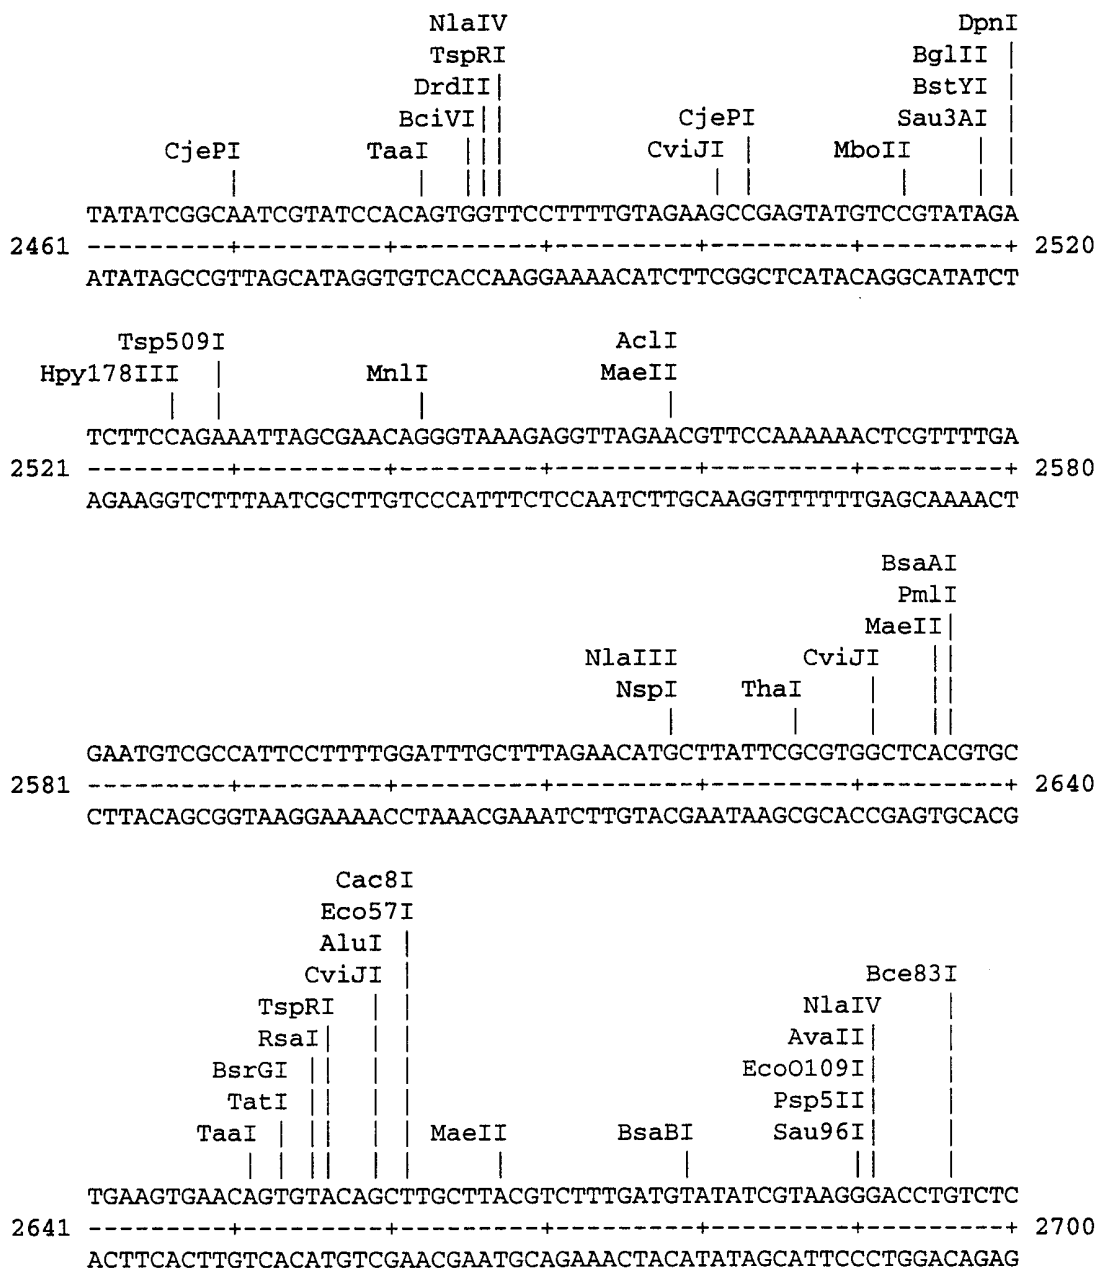 NlaIV DpnI
TspRI BglII |
DrdII| BstYI |
BciVI|| CjePI Sau3AI |
CjePI TaaI ||| CviJI | MboII | |
| | ||| | | | | |
TATATCGGCAATCGTATCCACAGTGGTTCCTTTTGTAGAAGCCGAGTATGTCCGTATAGA
2461 ---------+---------+---------+---------+---------+---------+ 2520
ATATAGCCGTTAGCATAGGTGTCACCAAGGAAAACATCTTCGGCTCATACAGGCATATCT
Tsp509I AclI
Hpy178III | MnlI MaeII
| | | |
TCTTCCAGAAATTAGCGAACAGGGTAAAGAGGTTAGAACGTTCCAAAAAACTCGTTTTGA
2521 ---------+---------+---------+---------+---------+---------+ 2580
AGAAGGTCTTTAATCGCTTGTCCCATTTCTCCAATCTTGCAAGGTTTTTTGAGCAAAACT
BsaAI
PmlI
MaeII|
NlaIII CviJI ||
NspI ThaI | ||
| | | ||
GAATGTCGCCATTCCTTTTGGATTTGCTTTAGAACATGCTTATTCGCGTGGCTCACGTGC
2581 ---------+---------+---------+---------+---------+---------+ 2640
CTTACAGCGGTAAGGAAAACCTAAACGAAATCTTGTACGAATAAGCGCACCGAGTGCACG
Cac8I
Eco57I
AluI |
CviJI | Bce83I
TspRI | | NlaIV |
RsaI| | | AvaII| |
BsrGI || | | EcoO109I| |
TatI || | | Psp5II| |
TaaI | || | | MaeII BsaBI Sau96I| |
| | || | | | | || |
TGAAGTGAACAGTGTACAGCTTGCTTACGTCTTTGATGTATATCGTAAGGGACCTGTCTC
2641 ---------+---------+---------+---------+---------+---------+ 2700
ACTTCACTTGTCACATGTCGAACGAATGCAGAAACTACATATAGCATTCCCTGGACAGAG